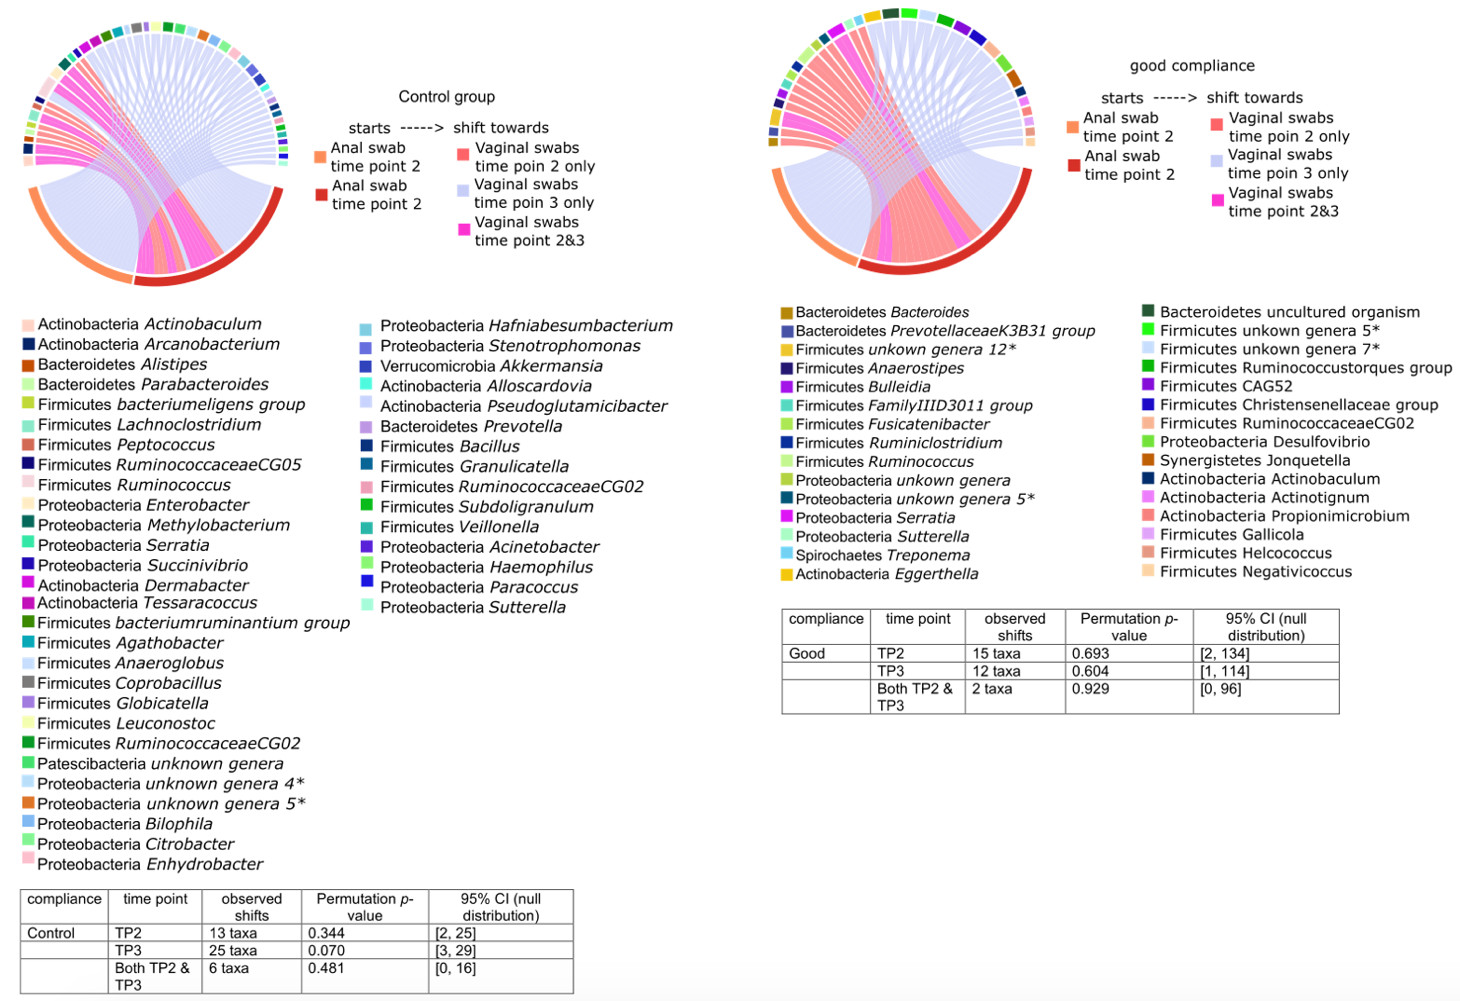 Control group
starts -----> shift towards
Anal swab
time point 2
Anal swab
time point 2
Vaginal swabs
time poin 2 only
Vaginal swabs
time poin 3 only
Vaginal swabs
time point 2&3
good compliance
starts -----> shift towards
Anal swab
time point 2
Anal swab
time point 2
Vaginal swabs
time point 2 only
Vaginal swabs
time point 3 only
Vaginal swabs
time point 2&3
Actinobacteria Actinobaculum
Actinobacteria Arcanobacterium
Bacteroidetes Alistipes
Bacteroidetes Parabacteroides
Firmicutes bacteriumeligens group
Firmicutes Lachnoclostridium
Firmicutes Peptococcus
Firmicutes RuminococcaceaeCG05
Firmicutes Ruminococcus
Proteobacteria Enterobacter
Proteobacteria Methylobacterium
Proteobacteria Serratia
Proteobacteria Succinivibrio
Actinobacteria Dermabacter
Actinobacteria Tessaracoccus
Firmicutes bacteriumruminantium group
Firmicutes Agathobacter
Firmicutes Anaeroglobus
Firmicutes Coprobacillus
Firmicutes Globicatella
Firmicutes Leuconostoc
Firmicutes RuminococcaceaeCG02
Patescibacteria unknown genera
Proteobacteria unknown genera 4*
Proteobacteria unknown genera 5*
Proteobacteria Bilophila
Proteobacteria Citrobacter
Proteobacteria Enhydrobacter
Proteobacteria Hafniabesumbacterium
Proteobacteria Stenotrophomonas
Verrucomicrobia Akkermansia
Actinobacteria Alloscardovia
Actinobacteria Pseudoglutamicibacter
Bacteroidetes Prevotella
Firmicutes Bacillus
Firmicutes Granulicatella
Firmicutes RuminococcaceaeCG02
Firmicutes Subdoligranulum
Firmicutes Veillonella
Proteobacteria Acinetobacter
Proteobacteria Haemophilus
Proteobacteria Paracoccus
Proteobacteria Sutterella
Bacteroidetes Bacteroides
Bacteroidetes PrevotellaceaeK3B31 group
Firmicutes unkown genera 12*
Firmicutes Anaerostipes
Firmicutes Bulleidia
Firmicutes FamilyIIID3011 group
Firmicutes Fusicatenibacter
Firmicutes Ruminiclostridium
Firmicutes Ruminococcus
Proteobacteria unkown genera
Proteobacteria unkown genera 5*
Proteobacteria Serratia
Proteobacteria Sutterella
Spirochaetes Treponema
Actinobacteria Eggerthella
Bacteroidetes uncultured organism
Firmicutes unkown genera 5*
Firmicutes unkown genera 7*
Firmicutes Ruminoccustorques group
Firmicutes CAG52
Firmicutes Christensenellaceae group
Firmicutes RuminococcaceaeCG02
Proteobacteria Desulfovibrio
Synergistetes Jonquetella
Actinobacteria Actinobaculum
Actinobacteria Actinotignum
Actinobacteria Propionimicrobium
Firmicutes Gallicola
Firmicutes Helcococcus
Firmicutes Negativicoccus
compliance time point observed shifts Permutation p-value 95% CI (null distribution)
Good TP2 15 taxa 0.693 [2, 134]
TP3 12 taxa 0.604 [1, 114]
Both TP2 & TP3 2 taxa 0.929 [0, 96]
compliance time point observed shifts Permutation p-value 95% CI (null distribution)
Control TP2 13 taxa 0.344 [2, 25]
TP3 25 taxa 0.070 [3, 29]
Both TP2 & TP3 6 taxa 0.481 [0, 16]